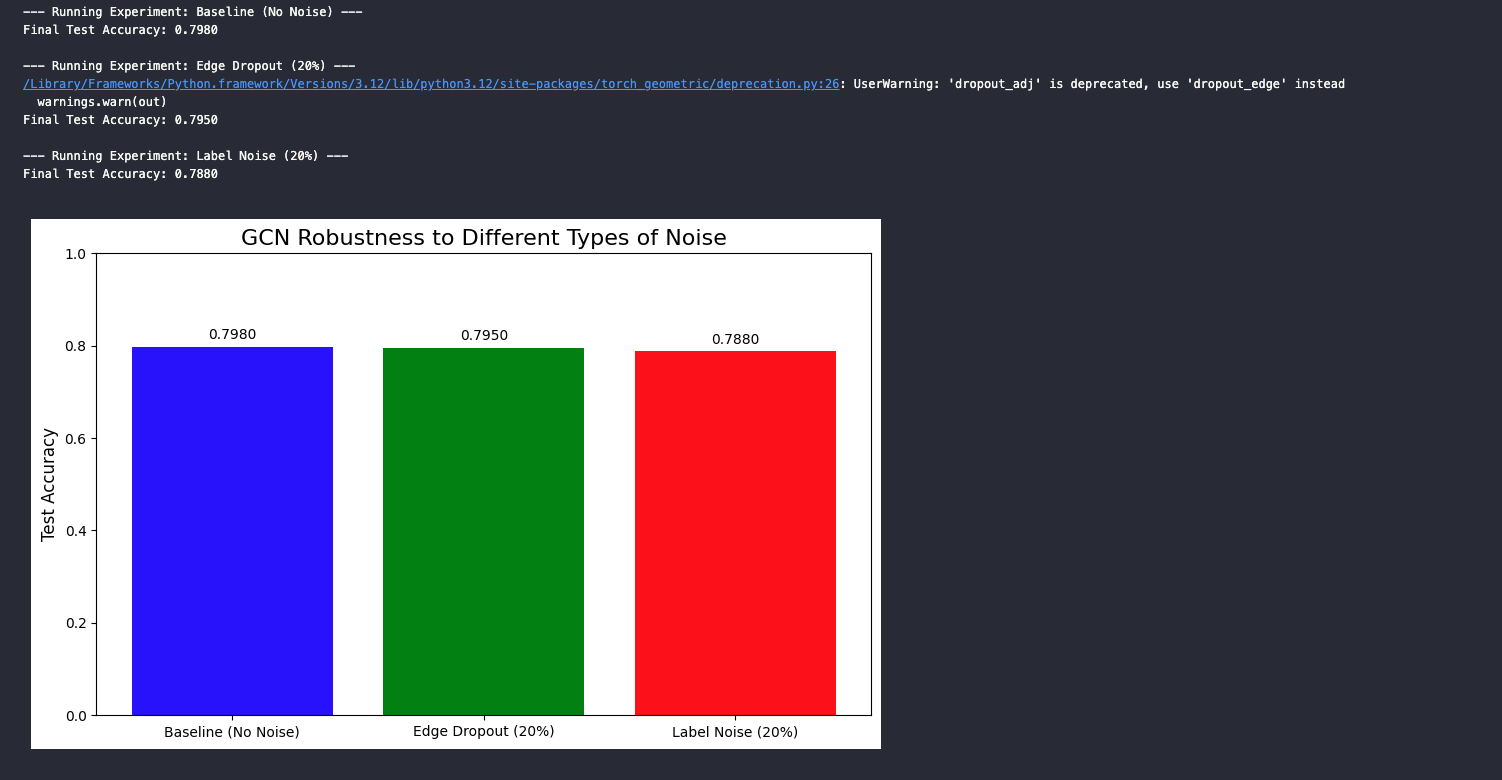 --- Running Experiment: Baseline (No Noise) ---
Final Test Accuracy: 0.7980
--- Running Experiment: Edge Dropout (20%) ---
/Library/Frameworks/Python.framework/Versions/3.12/lib/python3.12/site-packages/torch_geometric/deprecation.py:26: UserWarning: 'dropout_adj' is deprecated, use 'dropout_edge' instead
  warnings.warn(out)
Final Test Accuracy: 0.7950
--- Running Experiment: Label Noise (20%) ---
Final Test Accuracy: 0.7880
GCN Robustness to Different Types of Noise
1.0
0.8
0.6
0.4
0.2
0.0
Test Accuracy
0.7980
0.7950
0.7880
Baseline (No Noise)
Edge Dropout (20%)
Label Noise (20%)